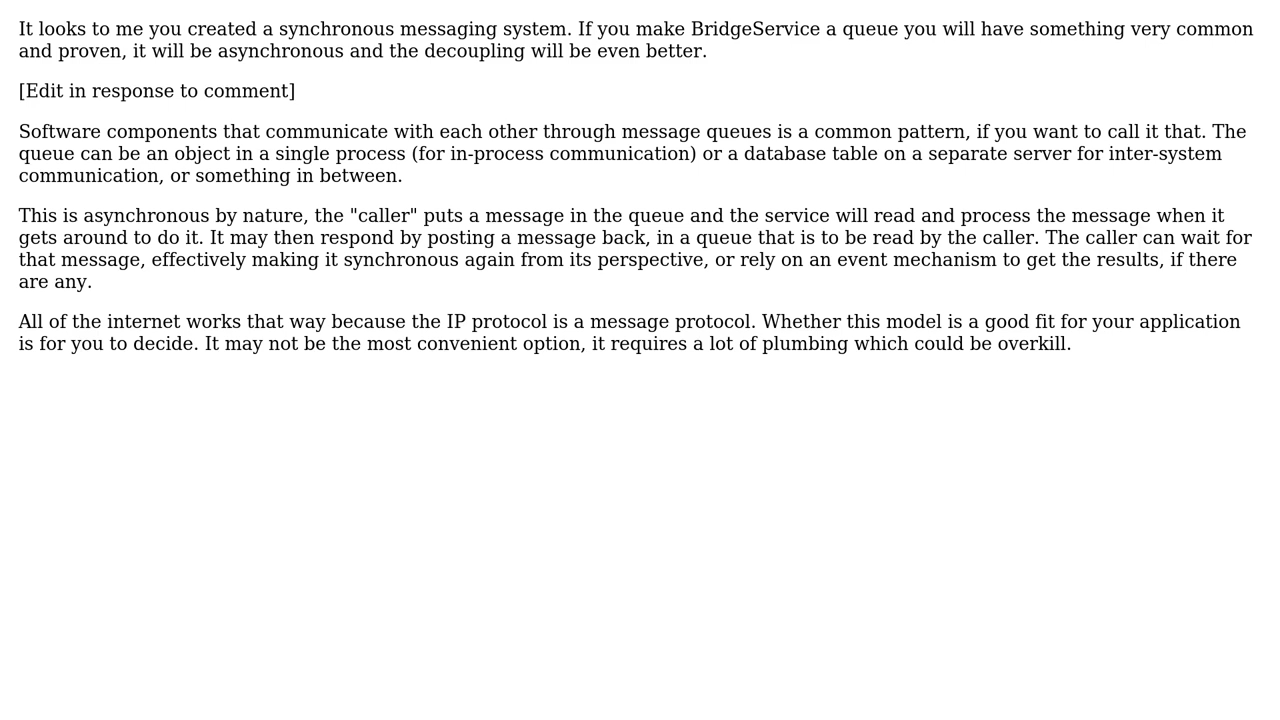 It looks to me you created a synchronous messaging system. If you make BridgeService a queue you will have something very common
and proven, it will be asynchronous and the decoupling will be even better.
[Edit in response to comment]
Software components that communicate with each other through message queues is a common pattern, if you want to call it that. The
queue can be an object in a single process (for in-process communication) or a database table on a separate server for inter-system
communication, or something in between.
This is asynchronous by nature, the "caller" puts a message in the queue and the service will read and process the message when it
gets around to do it. It may then respond by posting a message back, in a queue that is to be read by the caller. The caller can wait for
that message, effectively making it synchronous again from its perspective, or rely on an event mechanism to get the results, if there
are any.
All of the internet works that way because the IP protocol is a message protocol. Whether this model is a good fit for your application
is for you to decide. It may not be the most convenient option, it requires a lot of plumbing which could be overkill.